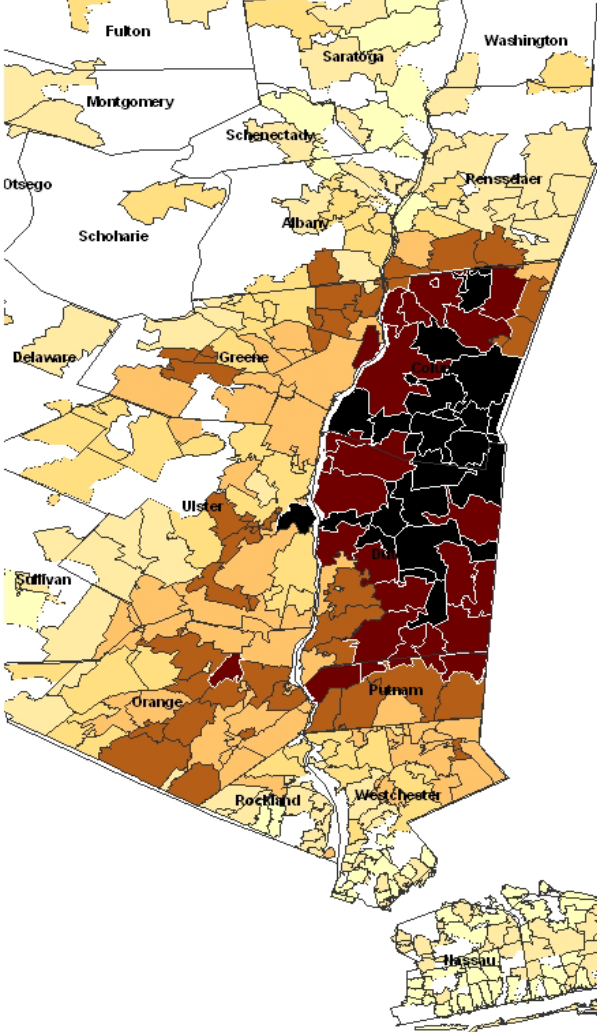 Fulton
Washington
Saratoga
Montgomery
Schenectady
Rensselaer
Otsego
Albany
Schoharie
Delaware
Greene
Ulster
Sullivan
Putnam
Orange
Rockland
Westchester
Nassau